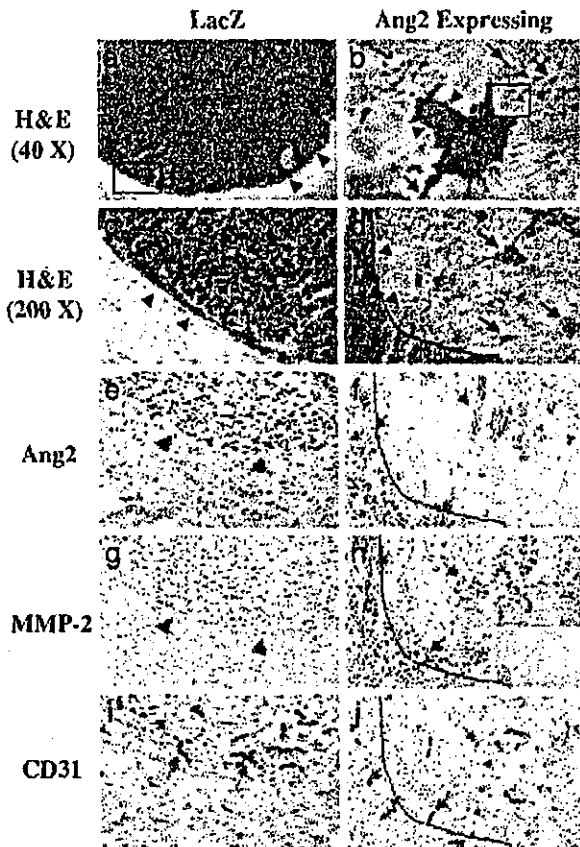 LacZ Ang2 Expressing
a b
H&E
(40 X)
d
H&E
(200 X)
e f
Ang2
g h
MMP-2
i j
CD31